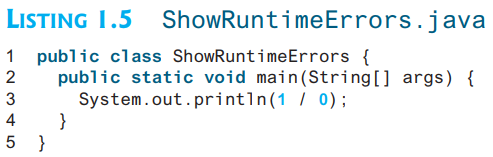 LISTING 1.5 ShowRuntimeErrors.java
1 public class ShowRuntimeErrors {
2   public static void main(String[] args) {
3     System.out.println(1 / 0);
4   }
5 }